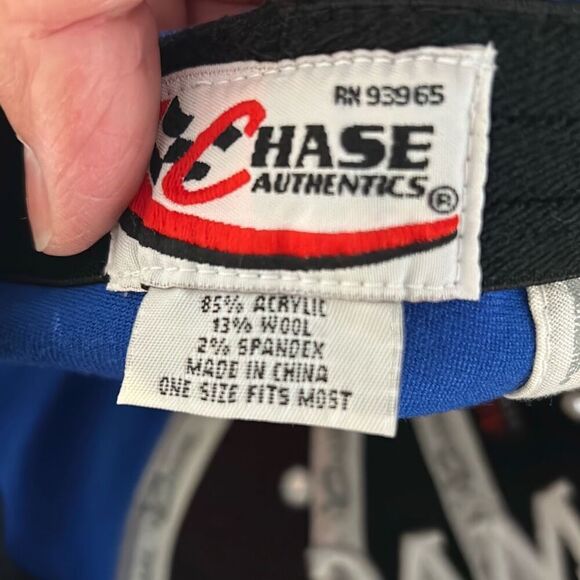 RN 93965
CHASE
AUTHENTICS®
85% ACRYLIC
13% WOOL
2% SPANDEX
MADE IN CHINA
ONE SIZE FITS MOST